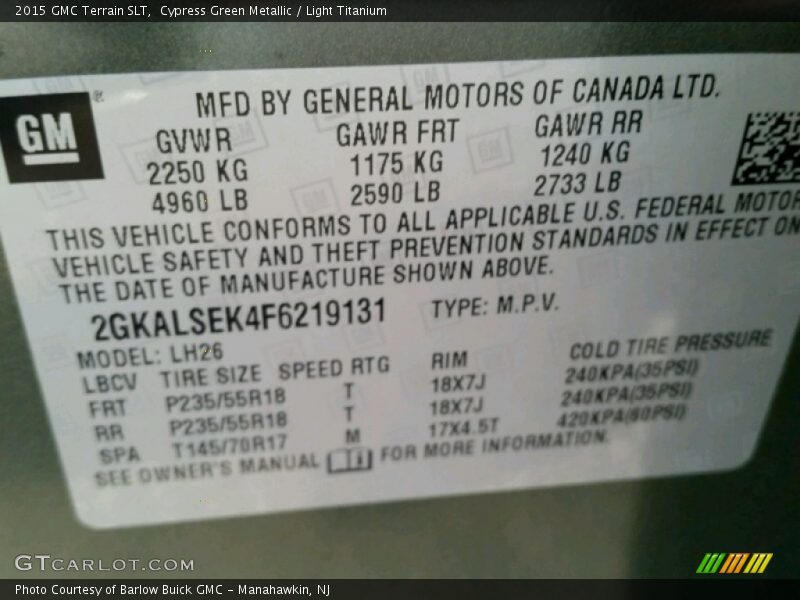 2015 GMC Terrain SLT,  Cypress Green Metallic / Light Titanium
GM ®
MFD BY GENERAL MOTORS OF CANADA LTD.
GVWR GAWR FRT GAWR RR
2250 KG 1175 KG 1240 KG
4960 LB 2590 LB 2733 LB
THIS VEHICLE CONFORMS TO ALL APPLICABLE U.S. FEDERAL MOTOR
VEHICLE SAFETY AND THEFT PREVENTION STANDARDS IN EFFECT ON
THE DATE OF MANUFACTURE SHOWN ABOVE.
2GKALSEK4F6219131 TYPE: M.P.V.
MODEL: LH26
LBCV TIRE SIZE SPEED RTG RIM COLD TIRE PRESSURE
FRT P235/55R18 T 18X7J 240KPA(35PSI)
RR P235/55R18 T 18X7J 240KPA(35PSI)
SPA T145/70R17 M 17X4.5T 420KPA(60PSI)
SEE OWNER'S MANUAL FOR MORE INFORMATION.
GTCARLOT.COM
Photo Courtesy of Barlow Buick GMC – Manahawkin, NJ